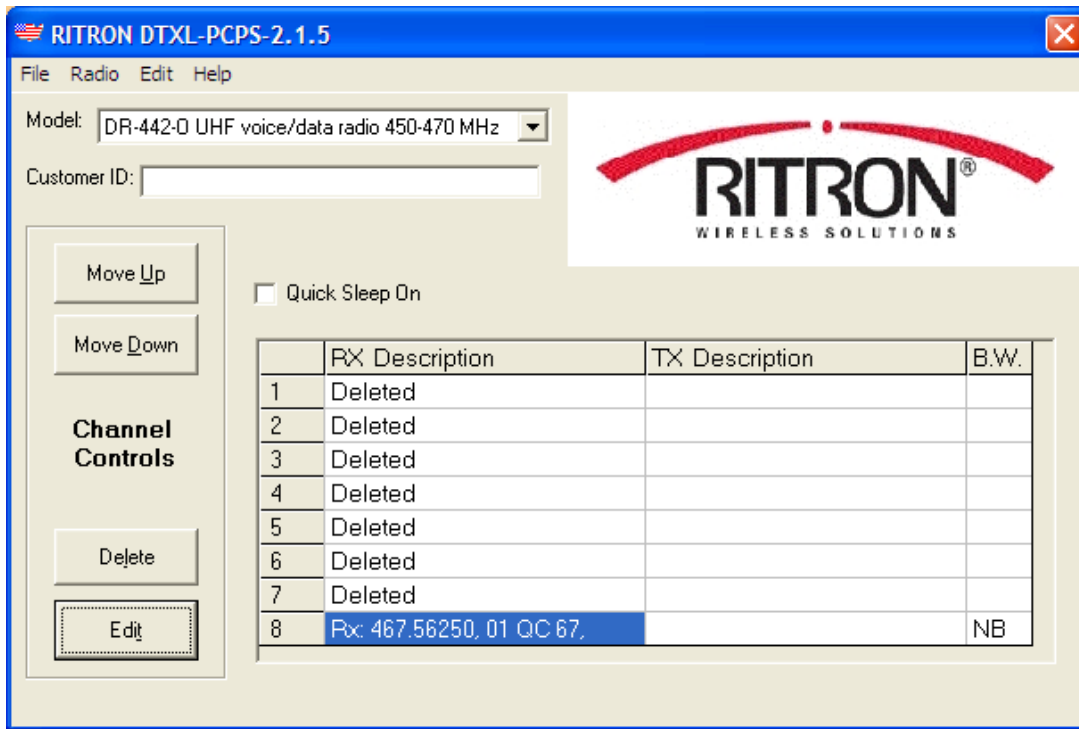 RITRON DTXL-PCPS-2.1.5
File Radio Edit Help
Model: DR-442-0 UHF voice/data radio 450-470 MHz
Customer ID:
RITRON®
WIRELESS SOLUTIONS
Move Up
Quick Sleep On
Move Down
Channel
Controls
Delete
Edit
RX Description TX Description B.W.
1 Deleted
2 Deleted
3 Deleted
4 Deleted
5 Deleted
6 Deleted
7 Deleted
8 Rx: 467.56250, 01 QC 67, NB